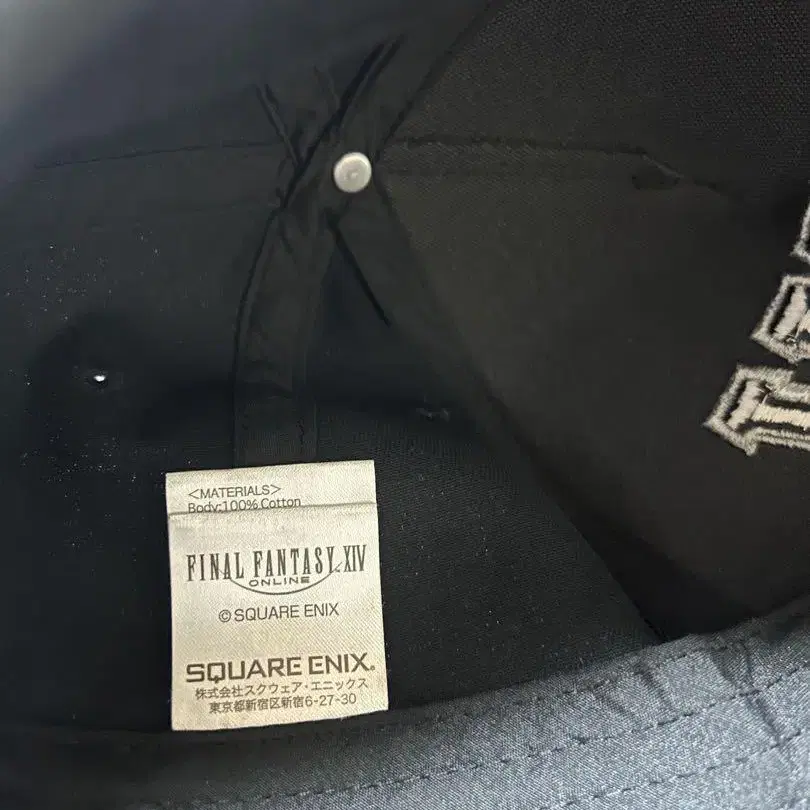 <MATERIALS>
Body:100% Cotton
FINAL FANTASY XIV
ONLINE
© SQUARE ENIX
SQUARE ENIX®
株式会社スクウェア・エニックス
東京都新宿区新宿6-27-30